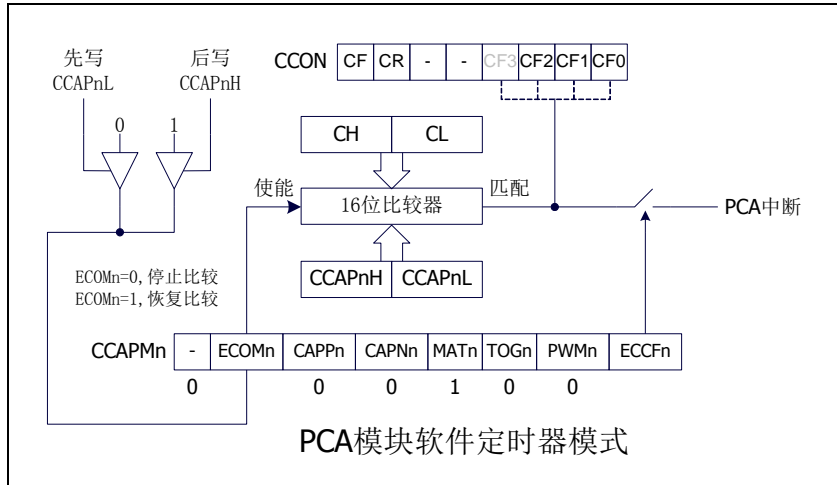 先写
CCAPnL
后写
CCAPnH
0
1
CCON CF CR - - CF3 CF2 CF1 CF0
CH CL
使能
16位比较器
匹配
PCA中断
CCAPnH CCAPnL
ECOMn=0,停止比较
ECOMn=1,恢复比较
CCAPMn - ECOMn CAPPn CAPNn MATn TOGn PWMn ECCFn
0 0 0 1 0 0
PCA模块软件定时器模式